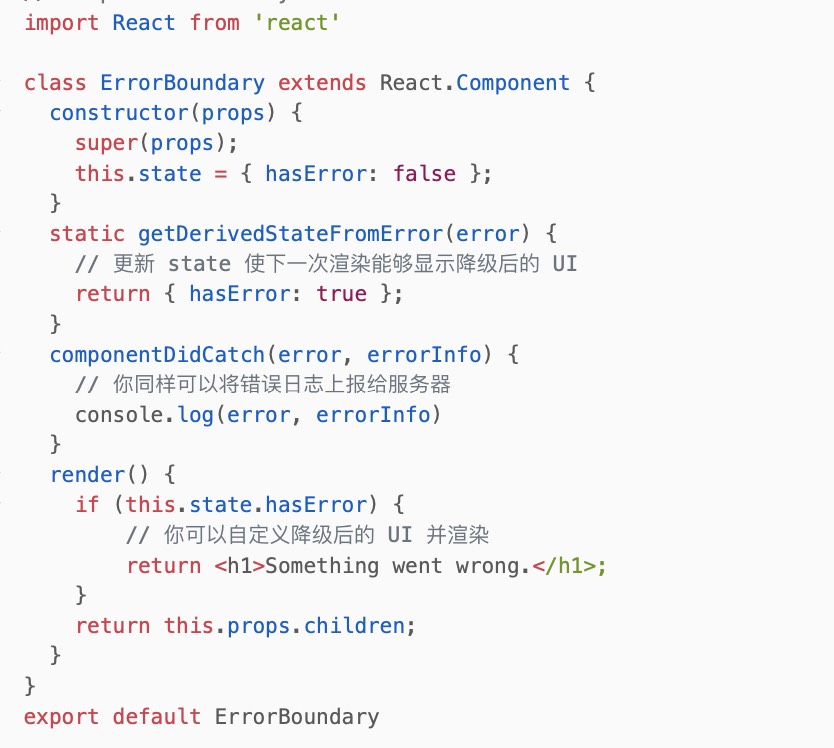 import React from 'react'
class ErrorBoundary extends React.Component {
  constructor(props) {
    super(props);
    this.state = { hasError: false };
  }
  static getDerivedStateFromError(error) {
    // 更新 state 使下一次渲染能够显示降级后的 UI
    return { hasError: true };
  }
  componentDidCatch(error, errorInfo) {
    // 你同样可以将错误日志上报给服务器
    console.log(error, errorInfo)
  }
  render() {
    if (this.state.hasError) {
        // 你可以自定义降级后的 UI 并渲染
        return <h1>Something went wrong.</h1>;
    }
    return this.props.children;
  }
}
export default ErrorBoundary